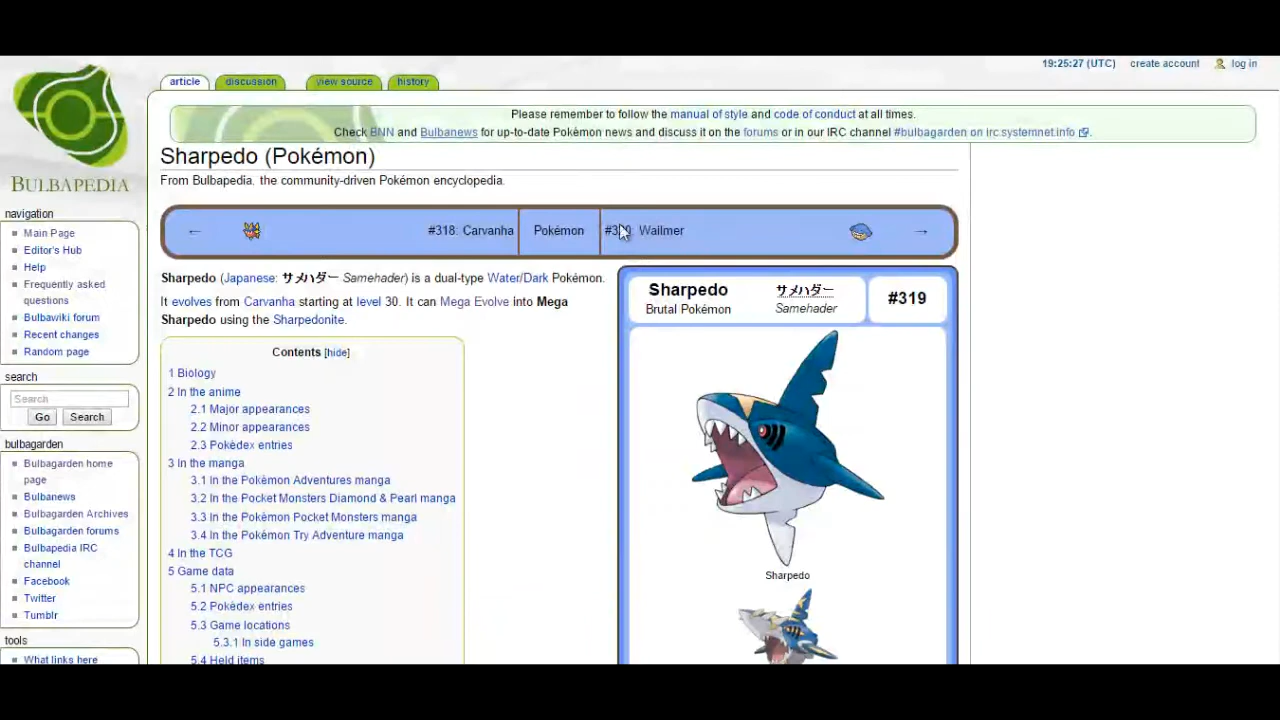 19:25:27 (UTC) create account log in
article discussion view source history
Please remember to follow the manual of style and code of conduct at all times.
Check BNN and Bulbanews for up-to-date Pokémon news and discuss it on the forums or in our IRC channel #bulbagarden on irc.systemnet.info.
BULBAPEDIA
navigation
Main Page
Editor's Hub
Help
Frequently asked
questions
Bulbawiki forum
Recent changes
Random page
search
Search
Go Search
bulbagarden
Bulbagarden home
page
Bulbanews
Bulbagarden Archives
Bulbagarden forums
Bulbapedia IRC
channel
Facebook
Twitter
Tumblr
tools
What links here
Sharpedo (Pokémon)
From Bulbapedia, the community-driven Pokémon encyclopedia.
← #318: Carvanha Pokémon Wailmer →
Sharpedo (Japanese: サメハダー Samehader) is a dual-type Water/Dark Pokémon.
It evolves from Carvanha starting at level 30. It can Mega Evolve into Mega
Sharpedo using the Sharpedonite.
Contents [hide]
1 Biology
2 In the anime
2.1 Major appearances
2.2 Minor appearances
2.3 Pokédex entries
3 In the manga
3.1 In the Pokémon Adventures manga
3.2 In the Pocket Monsters Diamond & Pearl manga
3.3 In the Pokémon Pocket Monsters manga
3.4 In the Pokémon Try Adventure manga
4 In the TCG
5 Game data
5.1 NPC appearances
5.2 Pokédex entries
5.3 Game locations
5.3.1 In side games
5.4 Held items
Sharpedo サメハダー #319
Brutal Pokémon Samehader
Sharpedo